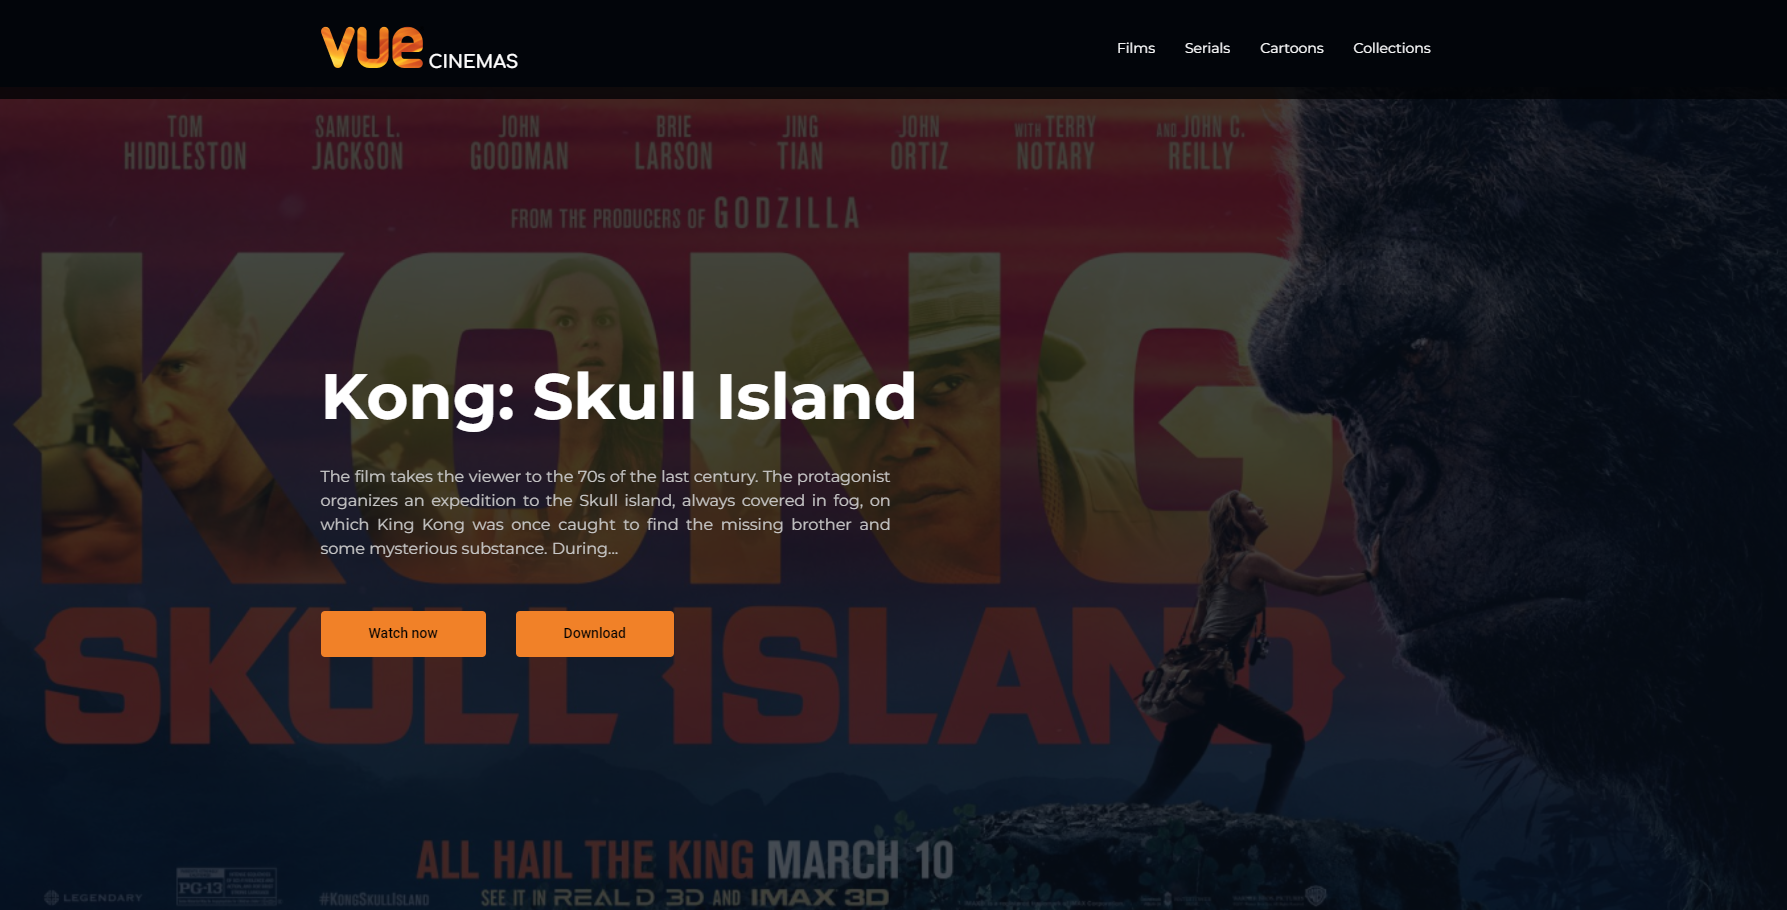 vue CINEMAS
Films Serials Cartoons Collections
TOM HIDDLESTON
SAMUEL L. JACKSON
JOHN GOODMAN
BRIE LARSON
JING TIAN
JOHN ORTIZ
WITH TERRY NOTARY
AND JOHN C. REILLY
FROM THE PRODUCERS OF GODZILLA
KONG
Kong: Skull Island
The film takes the viewer to the 70s of the last century. The protagonist
organizes an expedition to the Skull island, always covered in fog, on
which King Kong was once caught to find the missing brother and
some mysterious substance. During...
Watch now Download
SKULL ISLAND
ALL HAIL THE KING MARCH 10
LEGENDARY
PG-13
#KONGSKULLISLAND
SEE IT IN REAL D 3D AND IMAX 3D